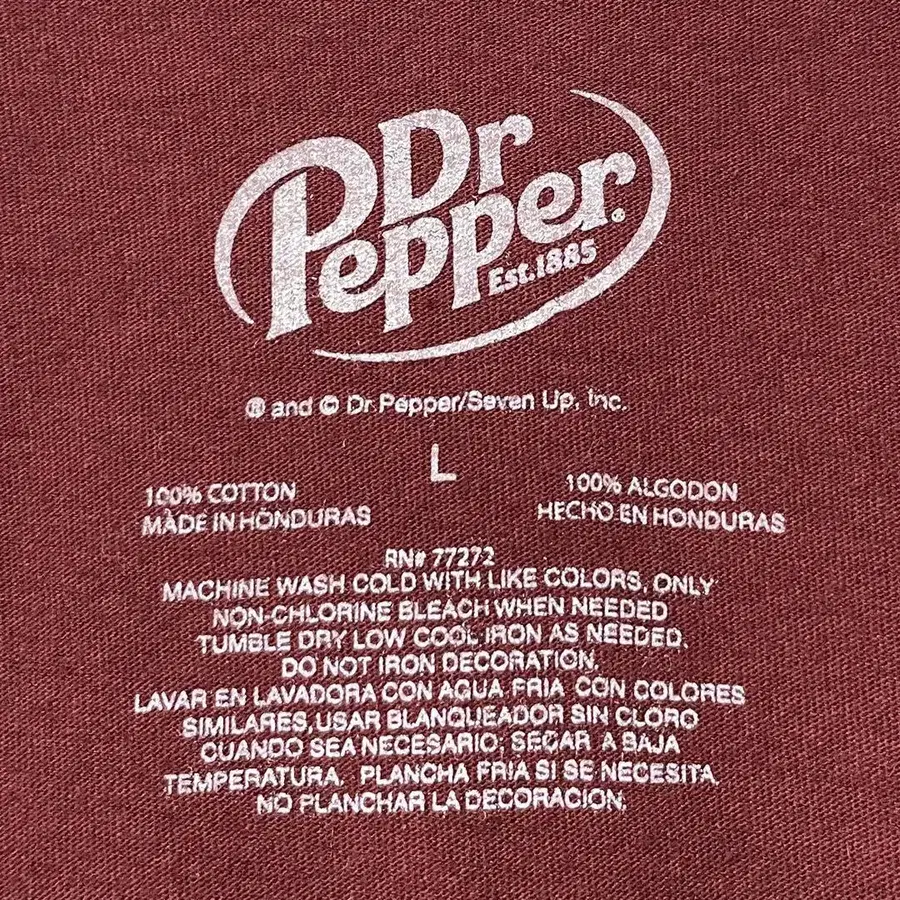 Dr
Pepper®
Est.1885
® and © Dr Pepper/Seven Up, Inc.
L
100% COTTON
MADE IN HONDURAS
100% ALGODON
HECHO EN HONDURAS
RN# 77272
MACHINE WASH COLD WITH LIKE COLORS, ONLY
NON-CHLORINE BLEACH WHEN NEEDED
TUMBLE DRY LOW COOL IRON AS NEEDED.
DO NOT IRON DECORATION.
LAVAR EN LAVADORA CON AGUA FRIA CON COLORES
SIMILARES, USAR BLANQUEADOR SIN CLORO
CUANDO SEA NECESARIO; SECAR A BAJA
TEMPERATURA. PLANCHA FRIA SI SE NECESITA
NO PLANCHAR LA DECORACION.